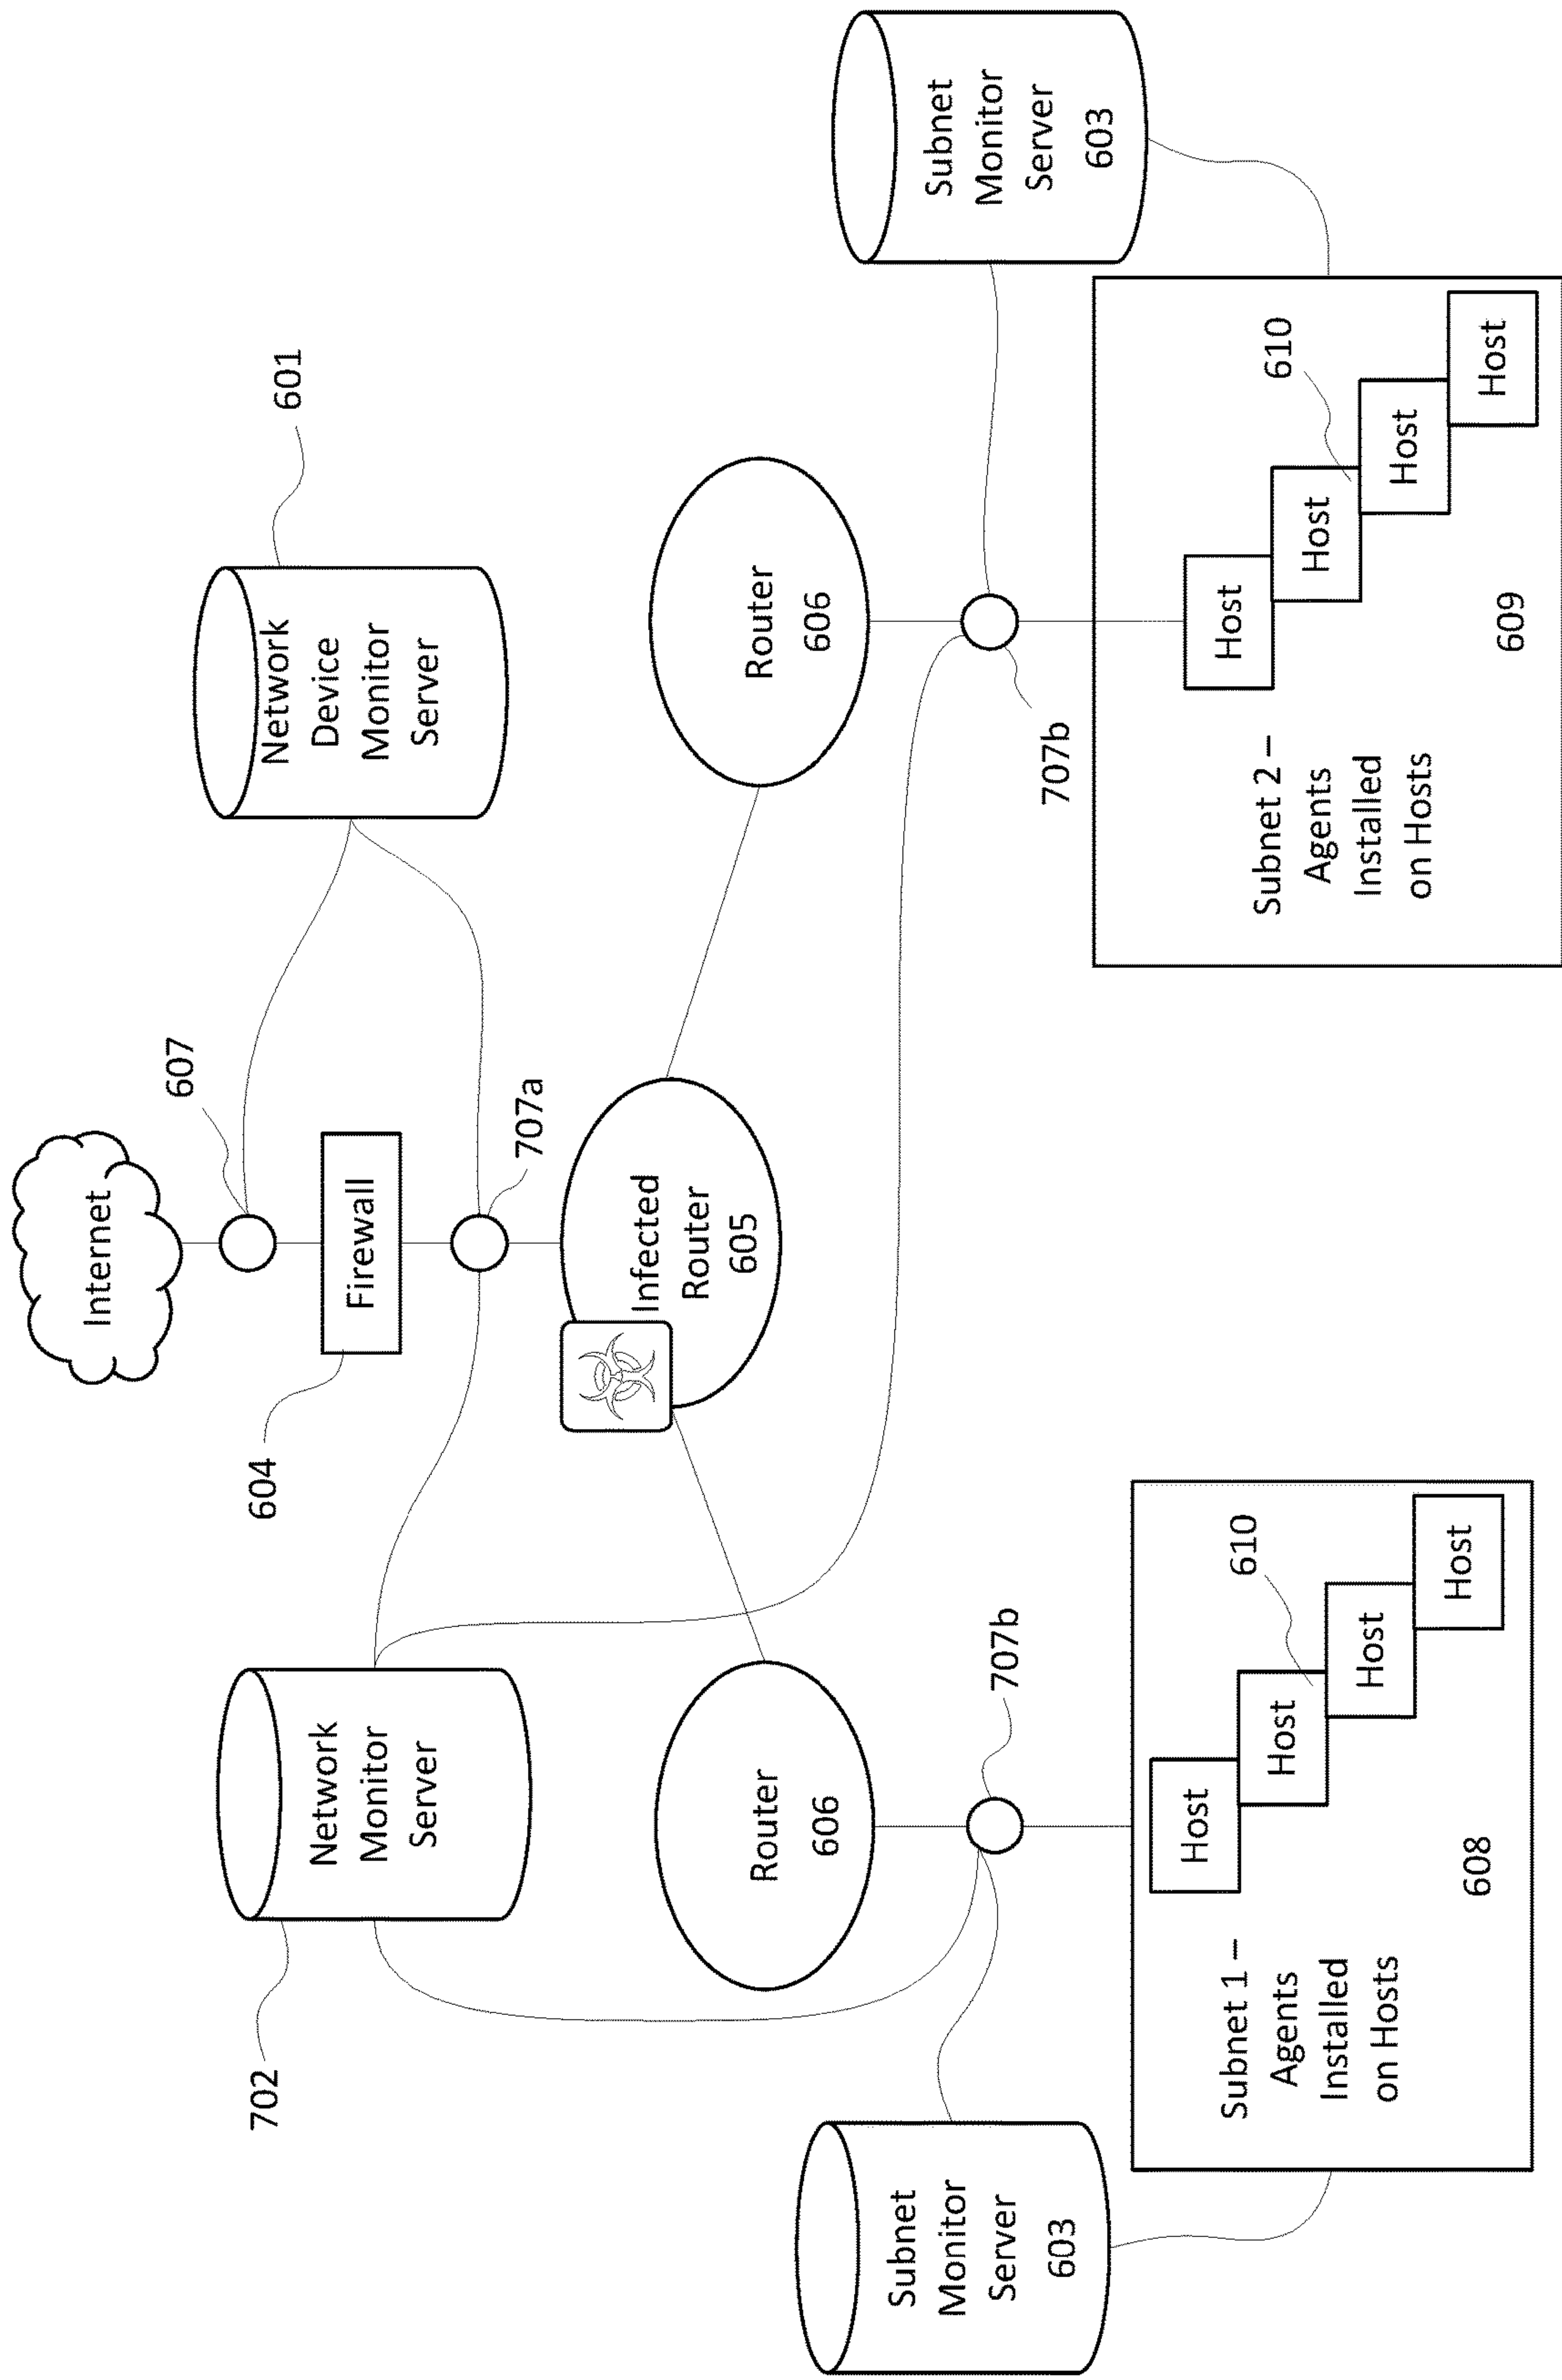 Internet
607
604
Firewall
707a
702
Network
Monitor
Server
601
Network
Device
Monitor
Server
Infected
Router
605
Router
606
Router
606
707b
707b
Subnet
Monitor
Server
603
Subnet
Monitor
Server
603
Subnet 1 –
Agents
Installed
on Hosts
Host
Host
Host
Host
610
608
Subnet 2 –
Agents
Installed
on Hosts
Host
Host
Host
Host
610
609